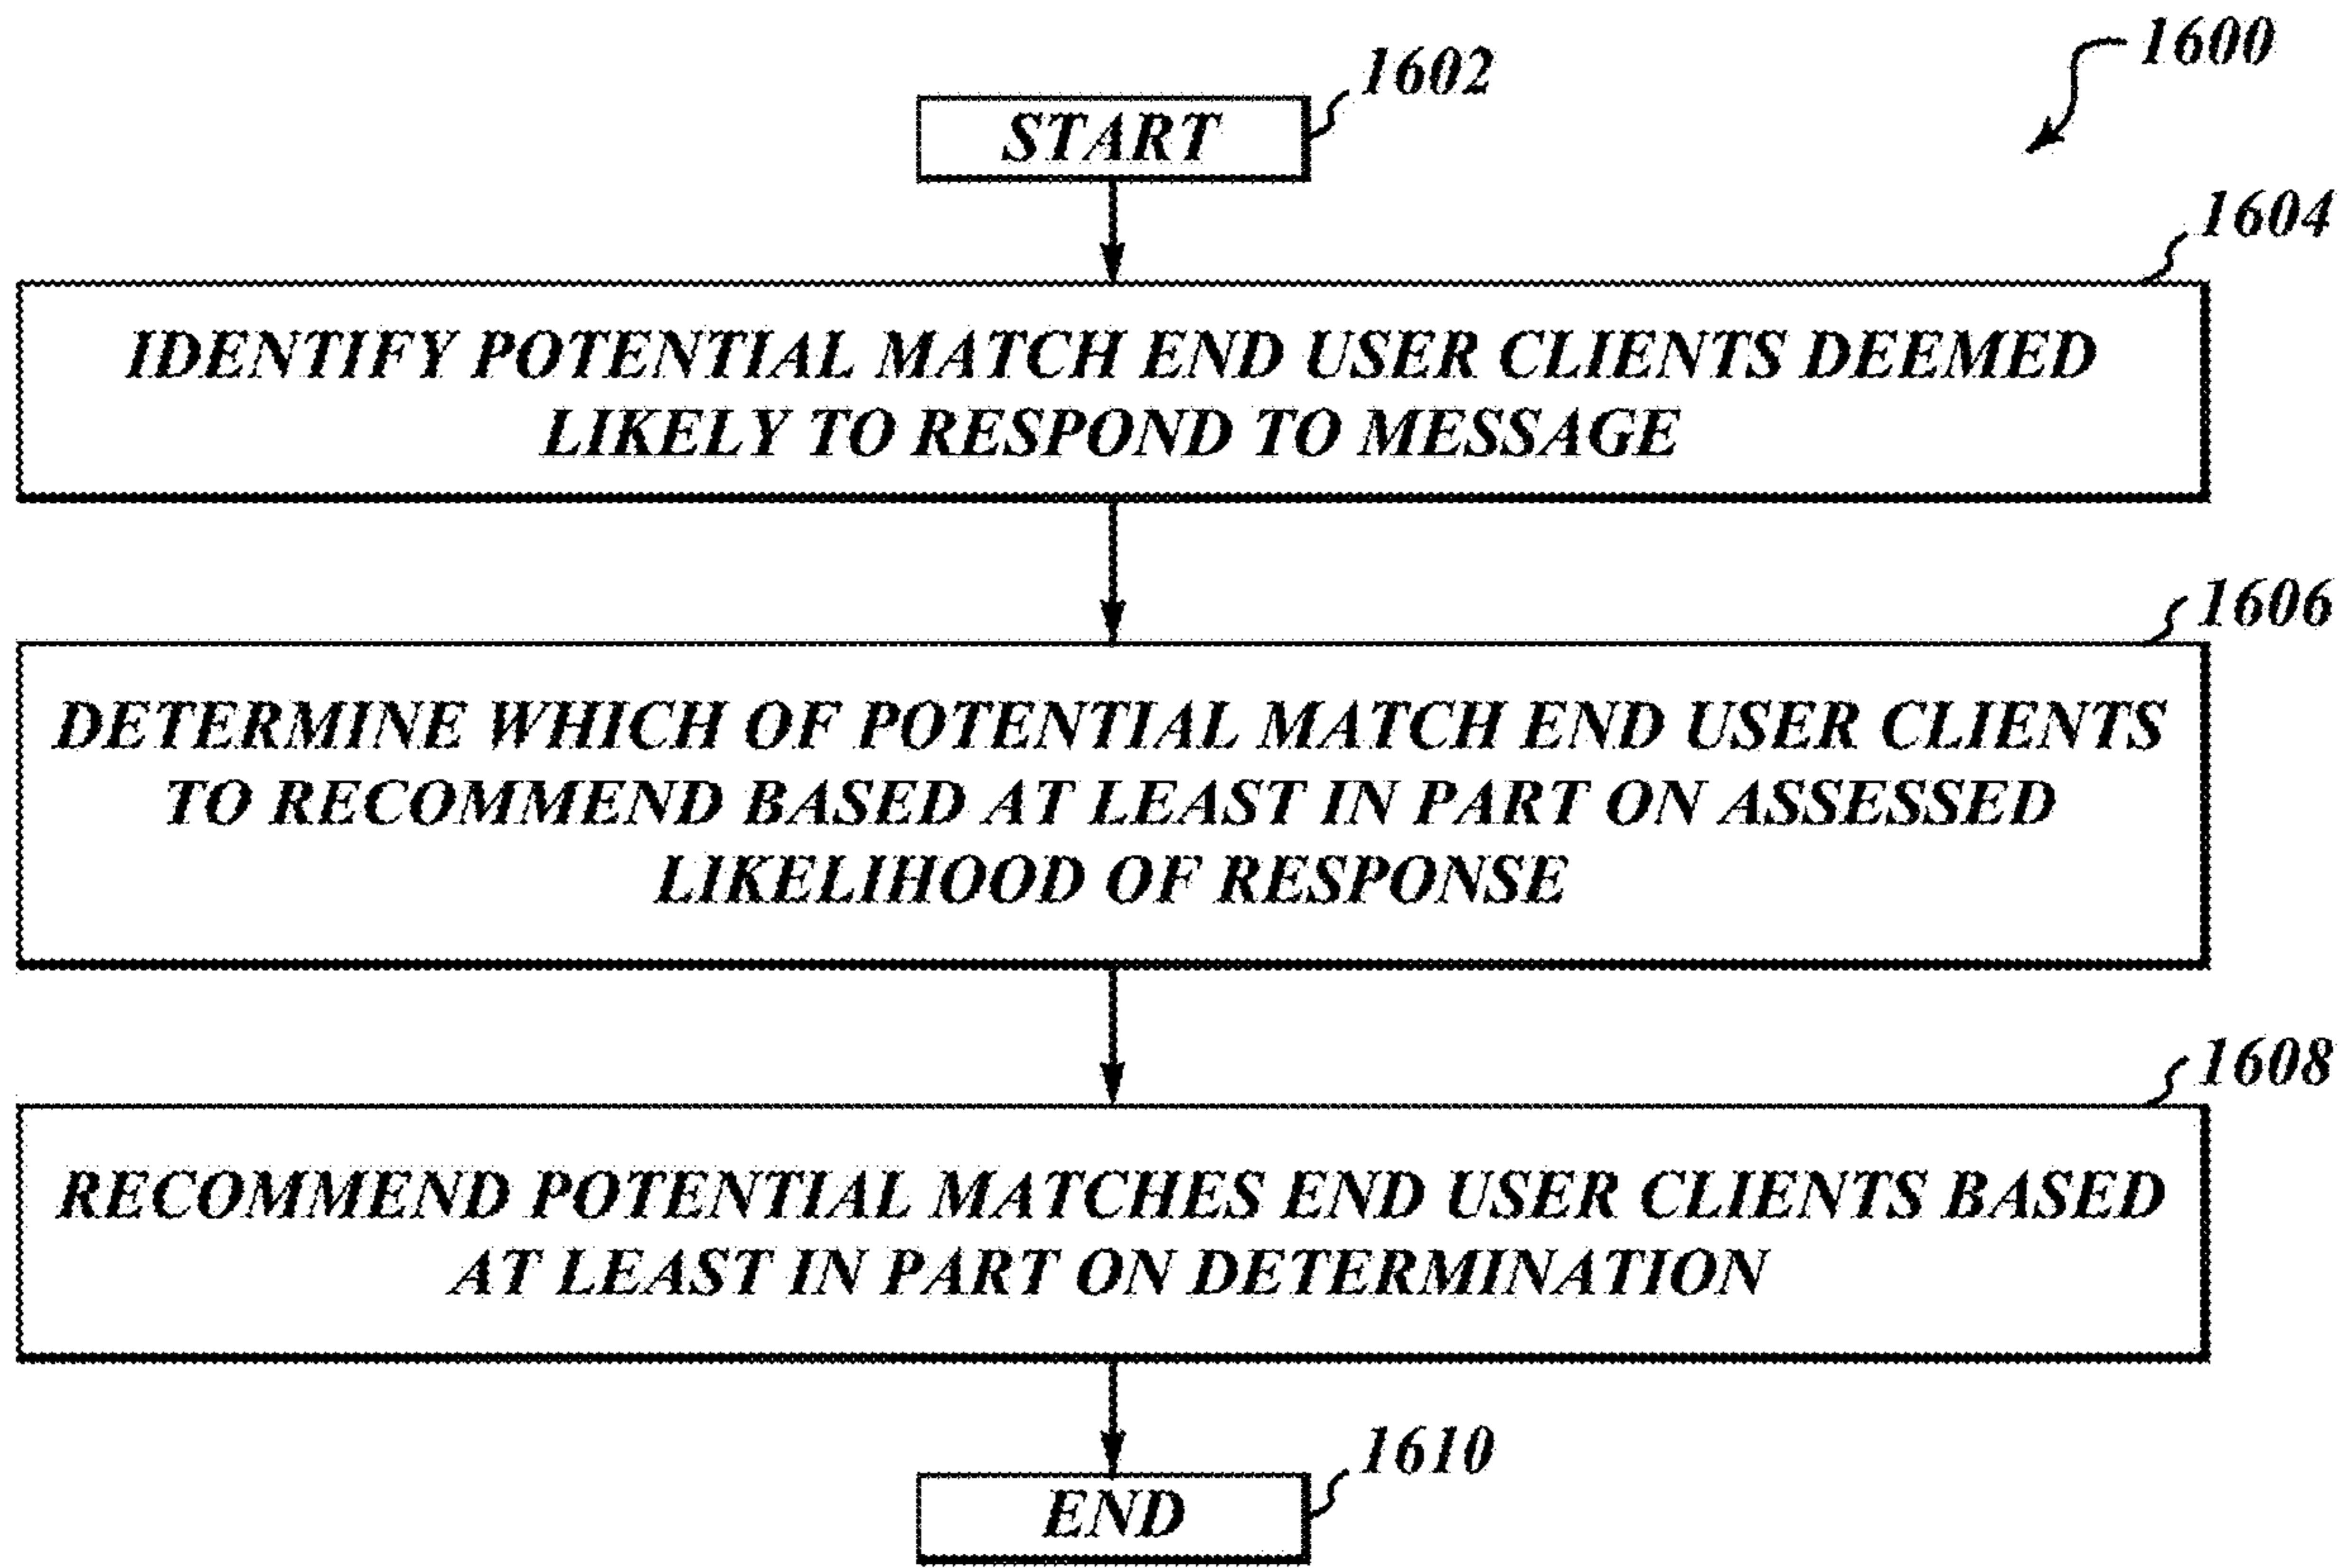 1600
1602
START
1604
IDENTIFY POTENTIAL MATCH END USER CLIENTS DEEMED
LIKELY TO RESPOND TO MESSAGE
1606
DETERMINE WHICH OF POTENTIAL MATCH END USER CLIENTS
TO RECOMMEND BASED AT LEAST IN PART ON ASSESSED
LIKELIHOOD OF RESPONSE
1608
RECOMMEND POTENTIAL MATCHES END USER CLIENTS BASED
AT LEAST IN PART ON DETERMINATION
1610
END